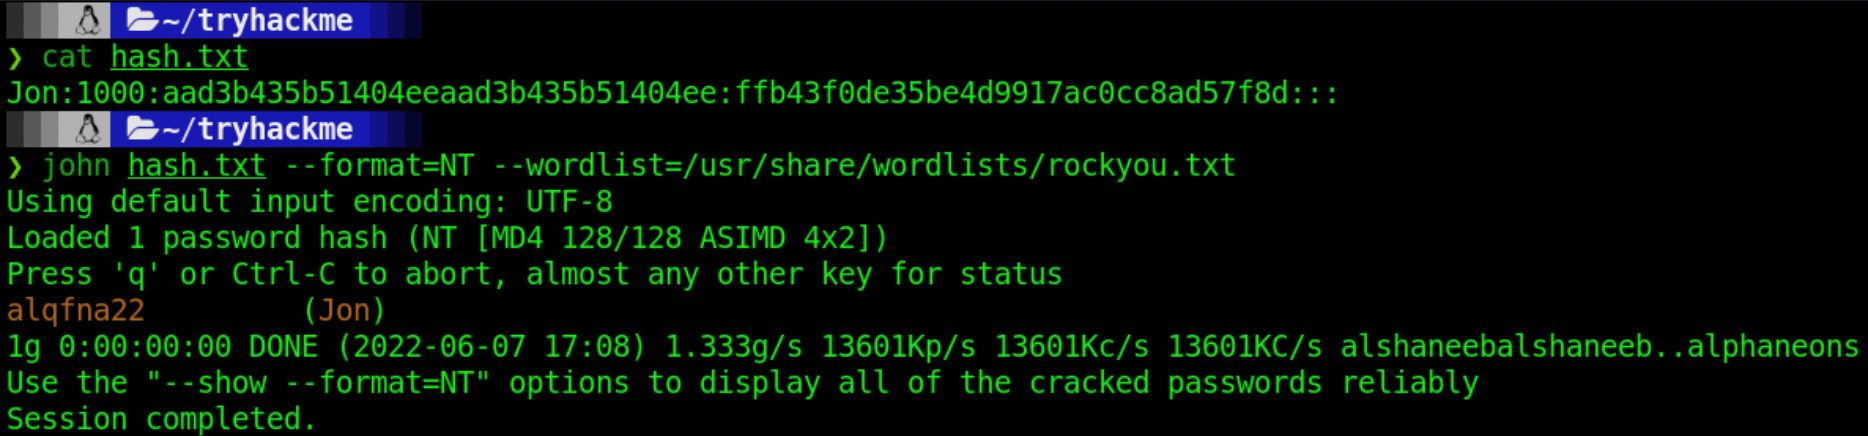 ~/tryhackme
❯ cat hash.txt
Jon:1000:aad3b435b51404eeaad3b435b51404ee:ffb43f0de35be4d9917ac0cc8ad57f8d:::
~/tryhackme
❯ john hash.txt --format=NT --wordlist=/usr/share/wordlists/rockyou.txt
Using default input encoding: UTF-8
Loaded 1 password hash (NT [MD4 128/128 ASIMD 4x2])
Press 'q' or Ctrl-C to abort, almost any other key for status
alqfna22         (Jon)
1g 0:00:00:00 DONE (2022-06-07 17:08) 1.333g/s 13601Kp/s 13601Kc/s 13601KC/s alshaneebalshaneeb..alphaneons
Use the "--show --format=NT" options to display all of the cracked passwords reliably
Session completed.